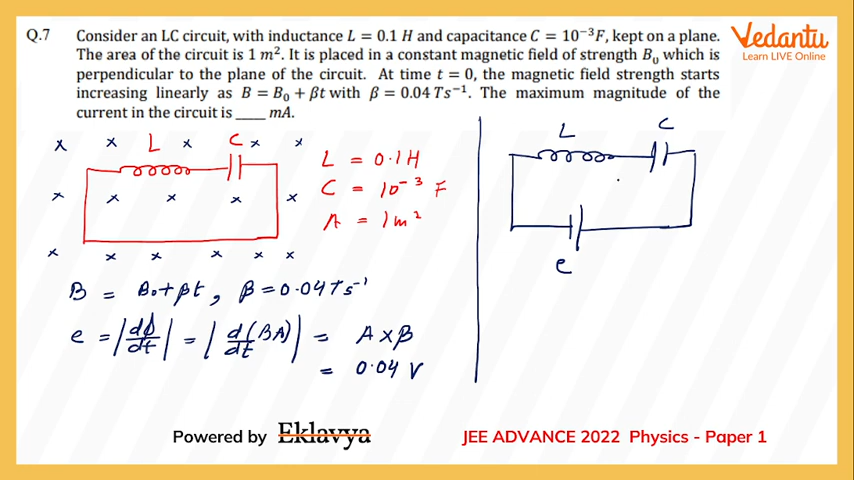 Q.7 Consider an LC circuit, with inductance L = 0.1 H and capacitance C = 10⁻³F, kept on a plane.
The area of the circuit is 1 m². It is placed in a constant magnetic field of strength B₀ which is
perpendicular to the plane of the circuit. At time t = 0, the magnetic field strength starts
increasing linearly as B = B₀ + βt with β = 0.04 Ts⁻¹. The maximum magnitude of the
current in the circuit is ____ mA.
Vedantu
Learn LIVE Online
x x L x C x x
x x x x x
x x x x x x
L = 0.1H
C = 10⁻³ F
A = 1m²
L C
e
B = B₀+βt, β=0.04Ts⁻¹
e = |dϕ/dt| = |d/dt(BA)| = A×β
= 0.04 V
Powered by Eklavya
JEE ADVANCE 2022 Physics - Paper 1